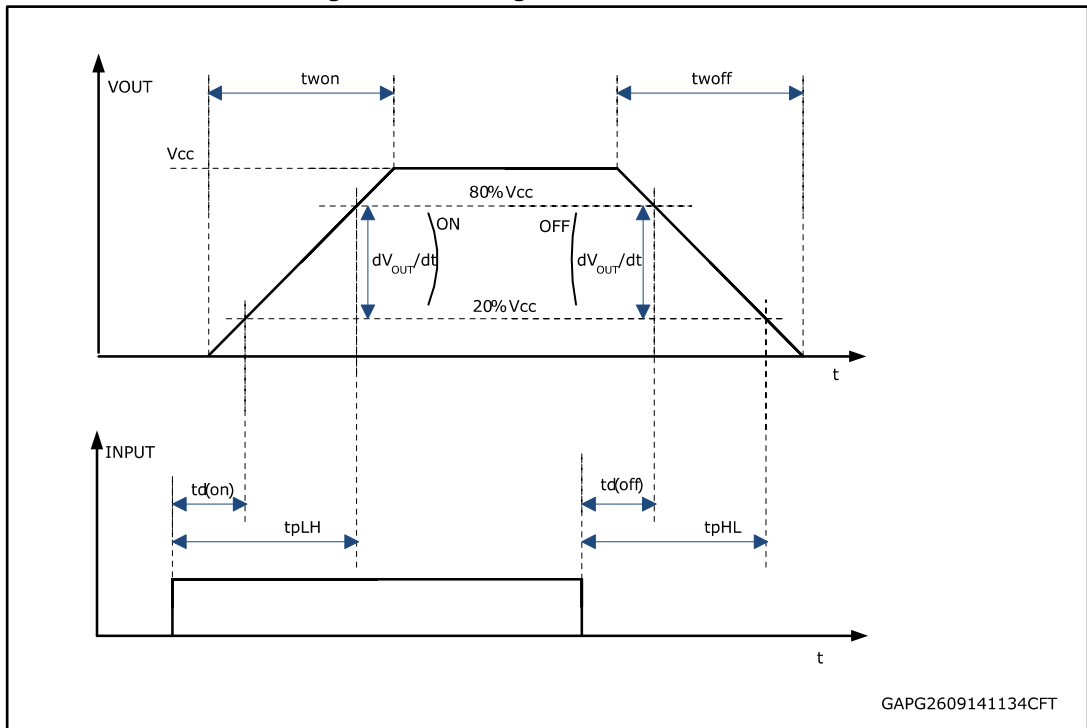 twon
twoff
VOUT
Vcc
80% Vcc
ON
OFF
dVOUT/dt
dVOUT/dt
20% Vcc
t
INPUT
td(on)
td(off)
tpLH
tpHL
t
GAPG2609141134CFT